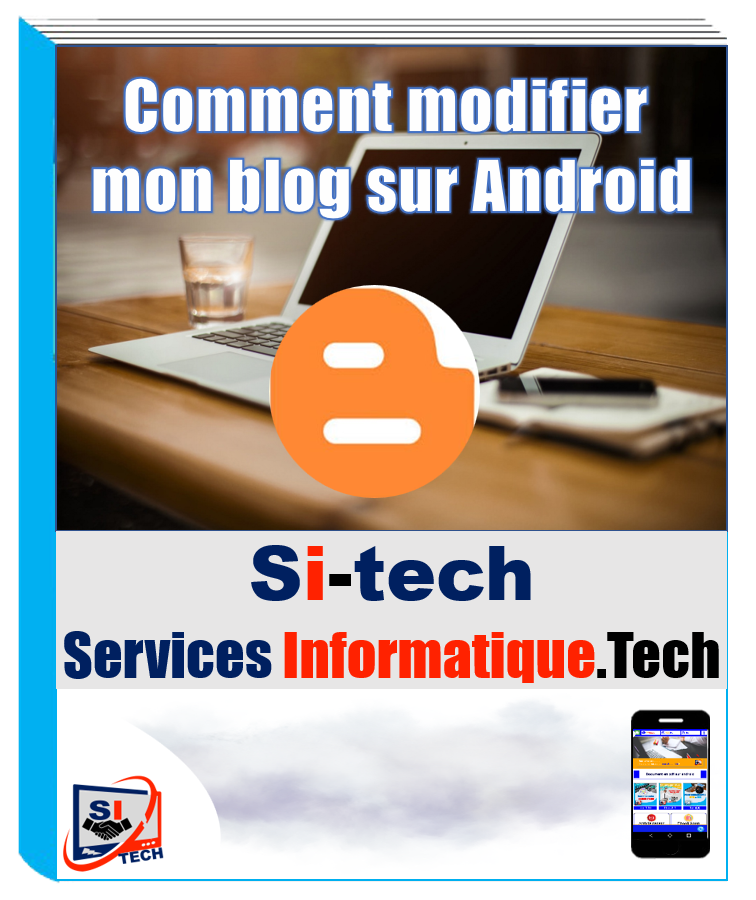 Comment modifier
mon blog sur Android
Si-tech
Services Informatique.Tech
SI
TECH